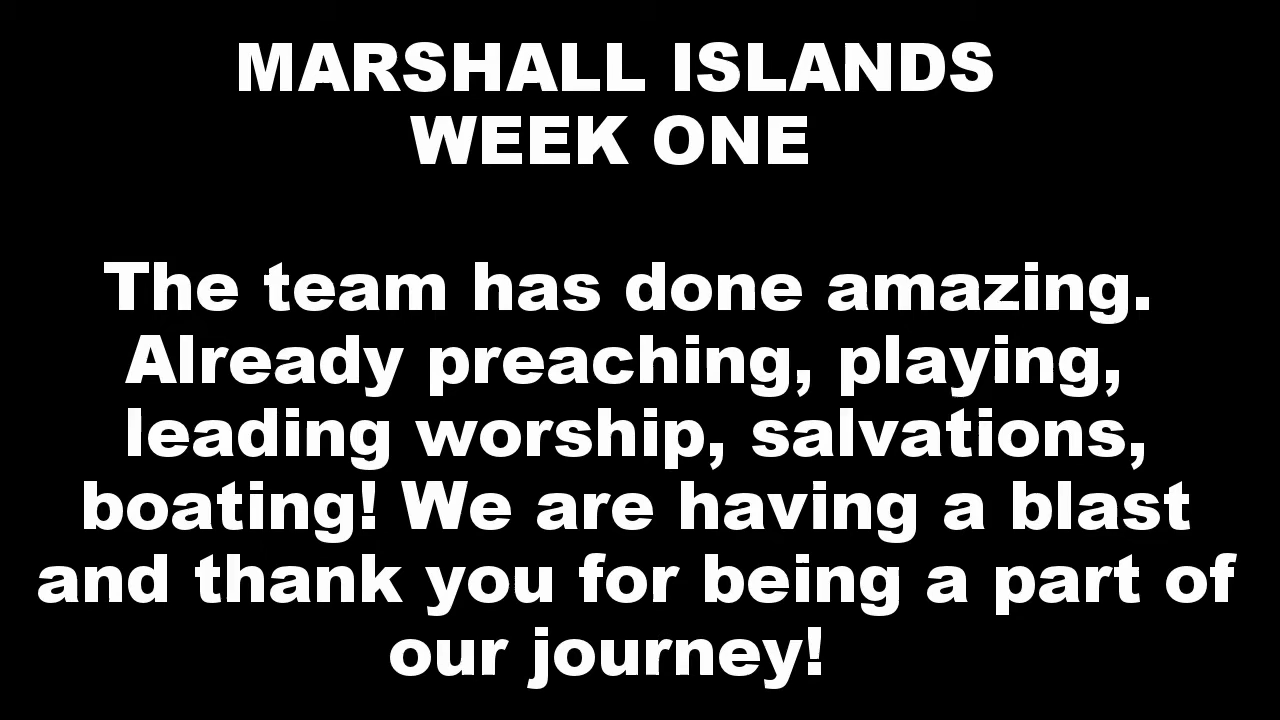 MARSHALL ISLANDS
WEEK ONE
The team has done amazing.
Already preaching, playing,
leading worship, salvations,
boating! We are having a blast
and thank you for being a part of
our journey!